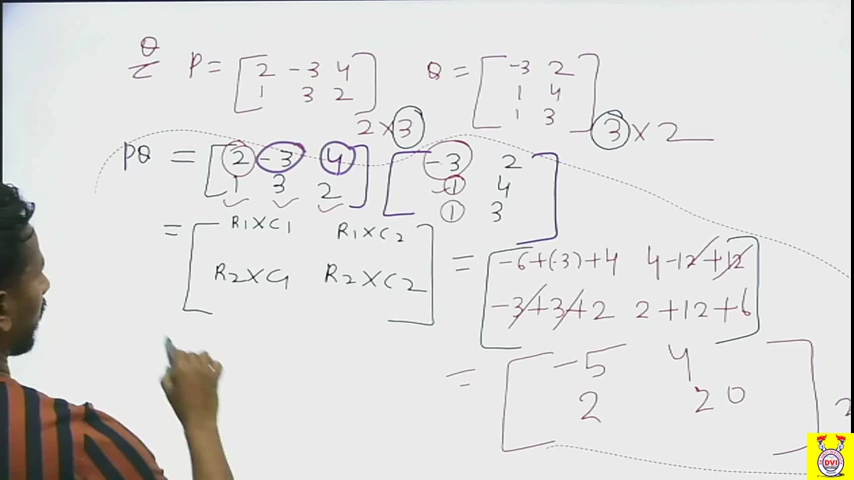 Q P = [ 2 -3 4 Q = [ -3 2
1 3 2 ] 1 4
1 3 ]
2×3 3×2
PQ = [ 2 -3 4 ] [ -3 2
1 3 2 1 4
1 3 ]
= [ R1×C1 R1×C2 = [ -6+(-3)+4 4-12+12
R2×C1 R2×C2 ] -3+3+2 2+12+6 ]
= [ -5 4
2 20 ] 2
DVI